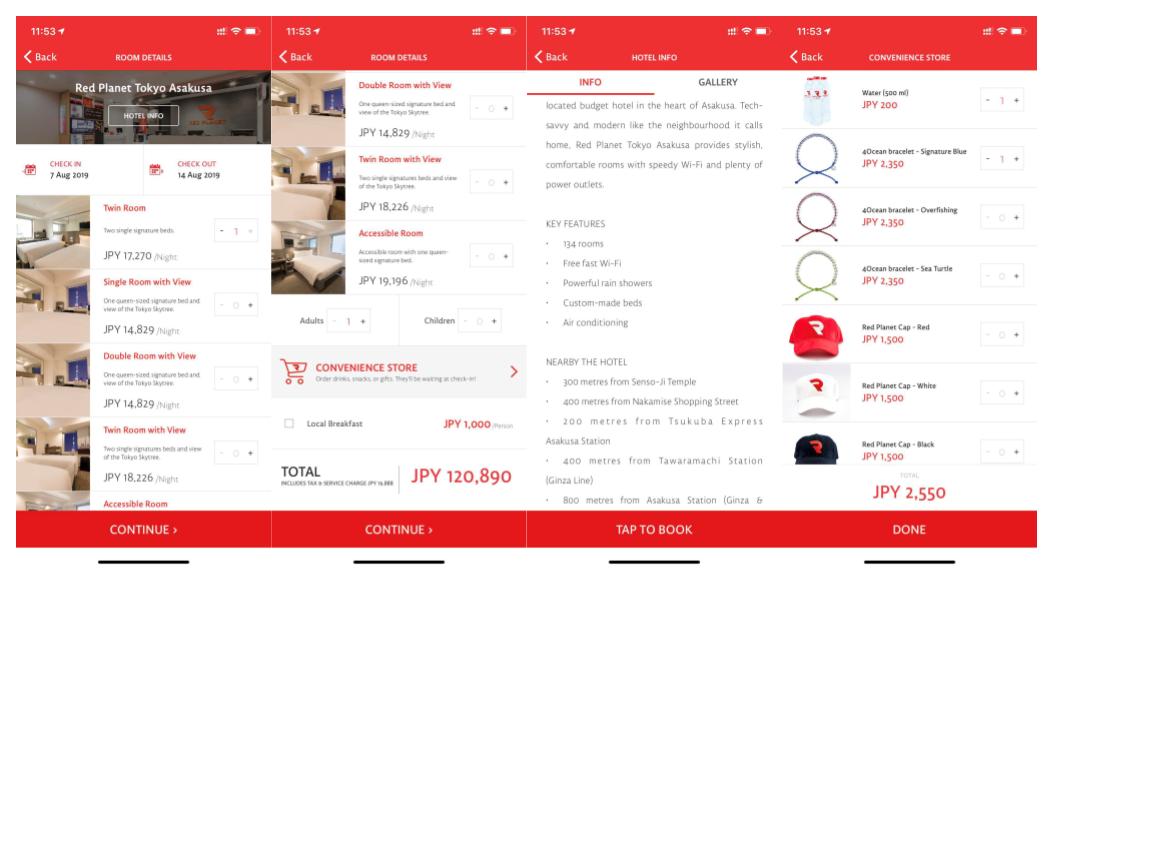 11:53
Back
ROOM DETAILS
Red Planet Tokyo Asakusa
HOTEL INFO
RED PLANET
CHECK IN
7 Aug 2019
CHECK OUT
14 Aug 2019
Twin Room
Two single signature beds.
- 1 +
JPY 17,270 /Night
Single Room with View
One queen-sized signature bed and
view of the Tokyo Skytree.
- 0 +
JPY 14,829 /Night
Double Room with View
One queen-sized signature bed and
view of the Tokyo Skytree.
- 0 +
JPY 14,829 /Night
Twin Room with View
Two single signatures beds and view
of the Tokyo Skytree.
- 0 +
JPY 18,226 /Night
Accessible Room
CONTINUE >
11:53
Back
ROOM DETAILS
Double Room with View
One queen-sized signature bed and
view of the Tokyo Skytree.
- 0 +
JPY 14,829 /Night
Twin Room with View
Two single signatures beds and view
of the Tokyo Skytree.
- 0 +
JPY 18,226 /Night
Accessible Room
Accessible room with one queen-
sized signature bed.
- 0 +
JPY 19,196 /Night
Adults - 1 + Children - 0 +
CONVENIENCE STORE
Order drinks, snacks, or gifts. They'll be waiting at check-in!
Local Breakfast JPY 1,000 /Person
TOTAL
INCLUDES TAX & SERVICE CHARGE JPY
JPY 120,890
CONTINUE >
11:53
Back
HOTEL INFO
INFO GALLERY
located budget hotel in the heart of Asakusa. Tech-
savvy and modern like the neighbourhood it calls
home, Red Planet Tokyo Asakusa provides stylish,
comfortable rooms with speedy Wi-Fi and plenty of
power outlets.
KEY FEATURES
• 134 rooms
• Free fast Wi-Fi
• Powerful rain showers
• Custom-made beds
• Air conditioning
NEARBY THE HOTEL
• 300 metres from Senso-Ji Temple
• 400 metres from Nakamise Shopping Street
• 200 metres from Tsukuba Express
Asakusa Station
• 400 metres from Tawaramachi Station
(Ginza Line)
• 800 metres from Asakusa Station (Ginza &
TAP TO BOOK
11:53
Back
CONVENIENCE STORE
Water (500 ml)
JPY 200
- 1 +
4Ocean bracelet - Signature Blue
JPY 2,350
- 1 +
4Ocean bracelet - Overfishing
JPY 2,350
- 0 +
4Ocean bracelet - Sea Turtle
JPY 2,350
- 0 +
Red Planet Cap - Red
JPY 1,500
- 0 +
Red Planet Cap - White
JPY 1,500
- 0 +
Red Planet Cap - Black
JPY 1,500
- 0 +
TOTAL
JPY 2,550
DONE